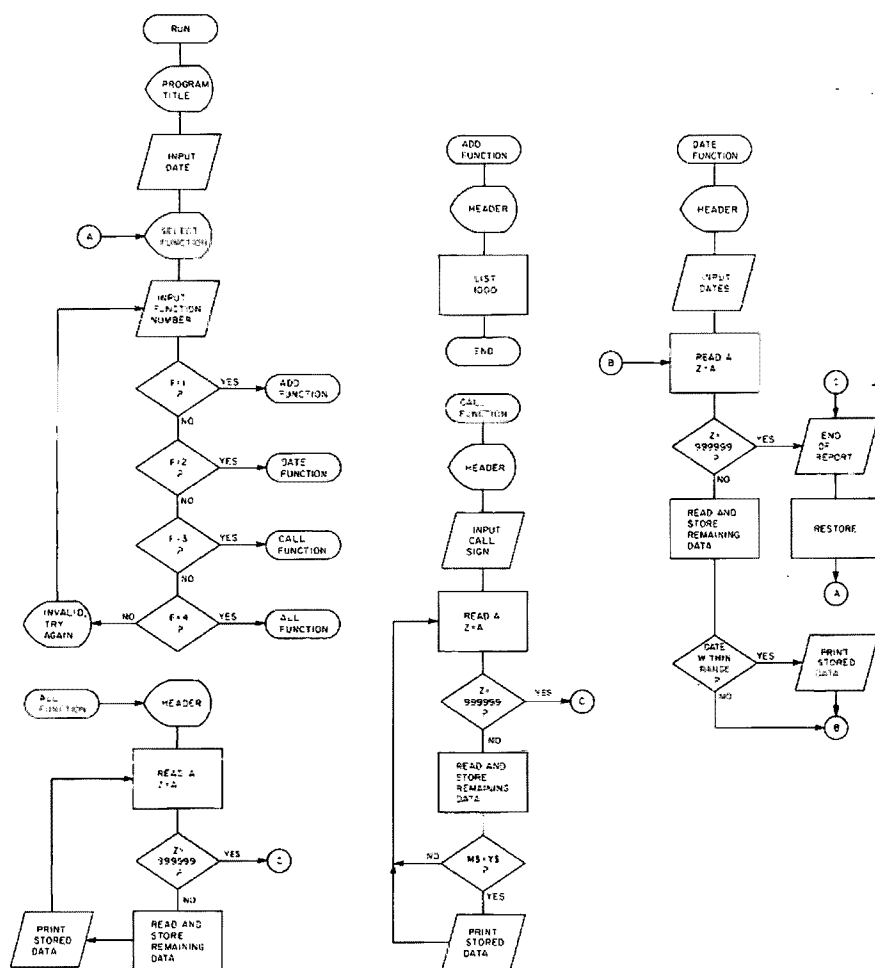 RUN
PROGRAM
TITLE
INPUT
DATE
A
SELECT
FUNCTION
INPUT
FUNCTION
NUMBER
F=1
?
YES
ADD
FUNCTION
NO
F=2
?
YES
DATE
FUNCTION
NO
F=3
?
YES
CALL
FUNCTION
NO
F=4
?
YES
ALL
FUNCTION
NO
INVALID,
TRY
AGAIN
ALL
FUNCTION
HEADER
READ A
Z=A
Z=
999999
?
YES
C
NO
READ AND
STORE
REMAINING
DATA
PRINT
STORED
DATA
ADD
FUNCTION
HEADER
LIST
1000
END
CALL
FUNCTION
HEADER
INPUT
CALL
SIGN
READ A
Z=A
Z=
999999
?
YES
C
NO
READ AND
STORE
REMAINING
DATA
M$=Y$
?
NO
YES
PRINT
STORED
DATA
DATE
FUNCTION
HEADER
INPUT
DATES
B
READ A
Z=A
Z=
999999
?
YES
NO
C
END
OF
REPORT
RESTORE
A
READ AND
STORE
REMAINING
DATA
DATE
WITHIN
RANGE
?
YES
NO
PRINT
STORED
DATA
B